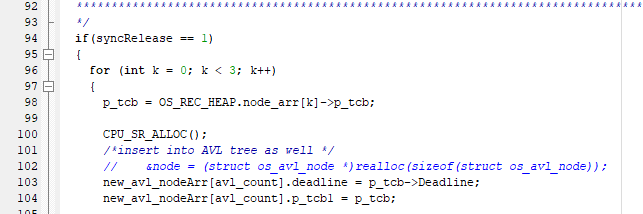 92 ************************************************************************************
93 */
94 if(syncRelease == 1)
95 {
96 for (int k = 0; k < 3; k++)
97 {
98 p_tcb = OS_REC_HEAP.node_arr[k]->p_tcb;
99
100 CPU_SR_ALLOC();
101 /*insert into AVL tree as well */
102 // &node = (struct os_avl_node *)realloc(sizeof(struct os_avl_node));
103 new_avl_nodeArr[avl_count].deadline = p_tcb->Deadline;
104 new_avl_nodeArr[avl_count].p_tcb1 = p_tcb;